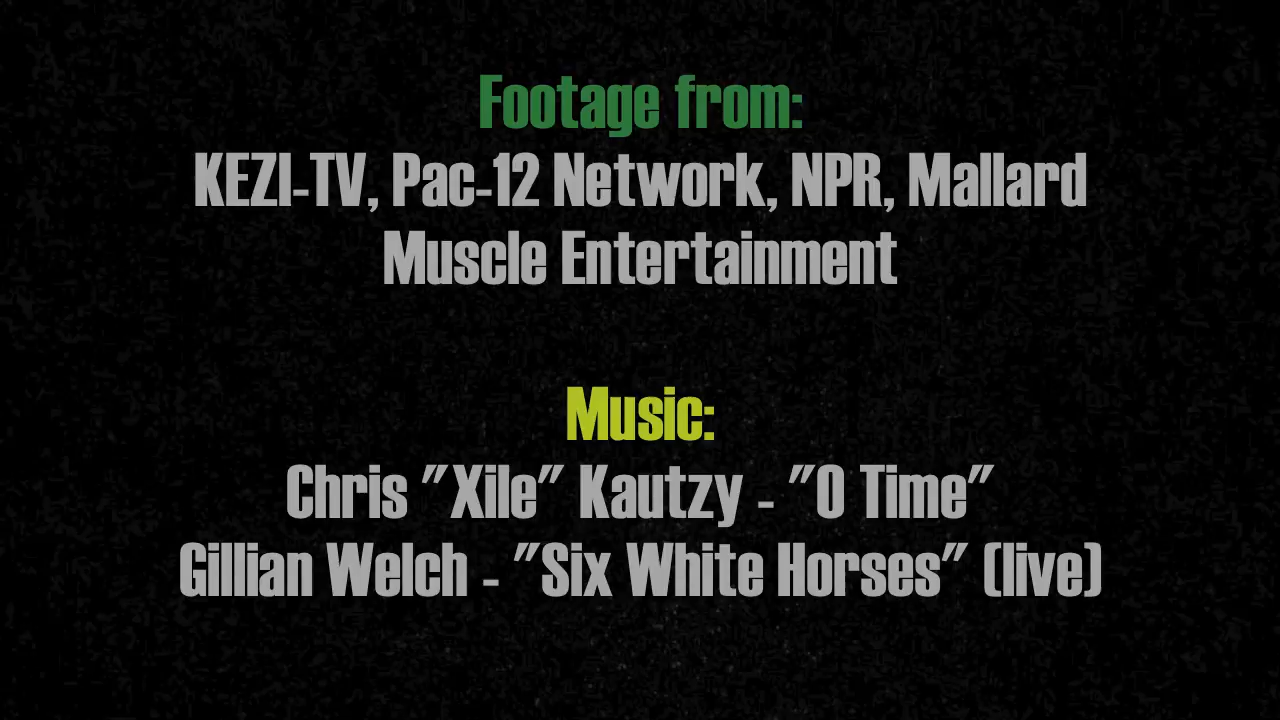 Footage from:
KEZI-TV, Pac-12 Network, NPR, Mallard
Muscle Entertainment
Music:
Chris "Xile" Kautzy - "O Time"
Gillian Welch - "Six White Horses" (live)